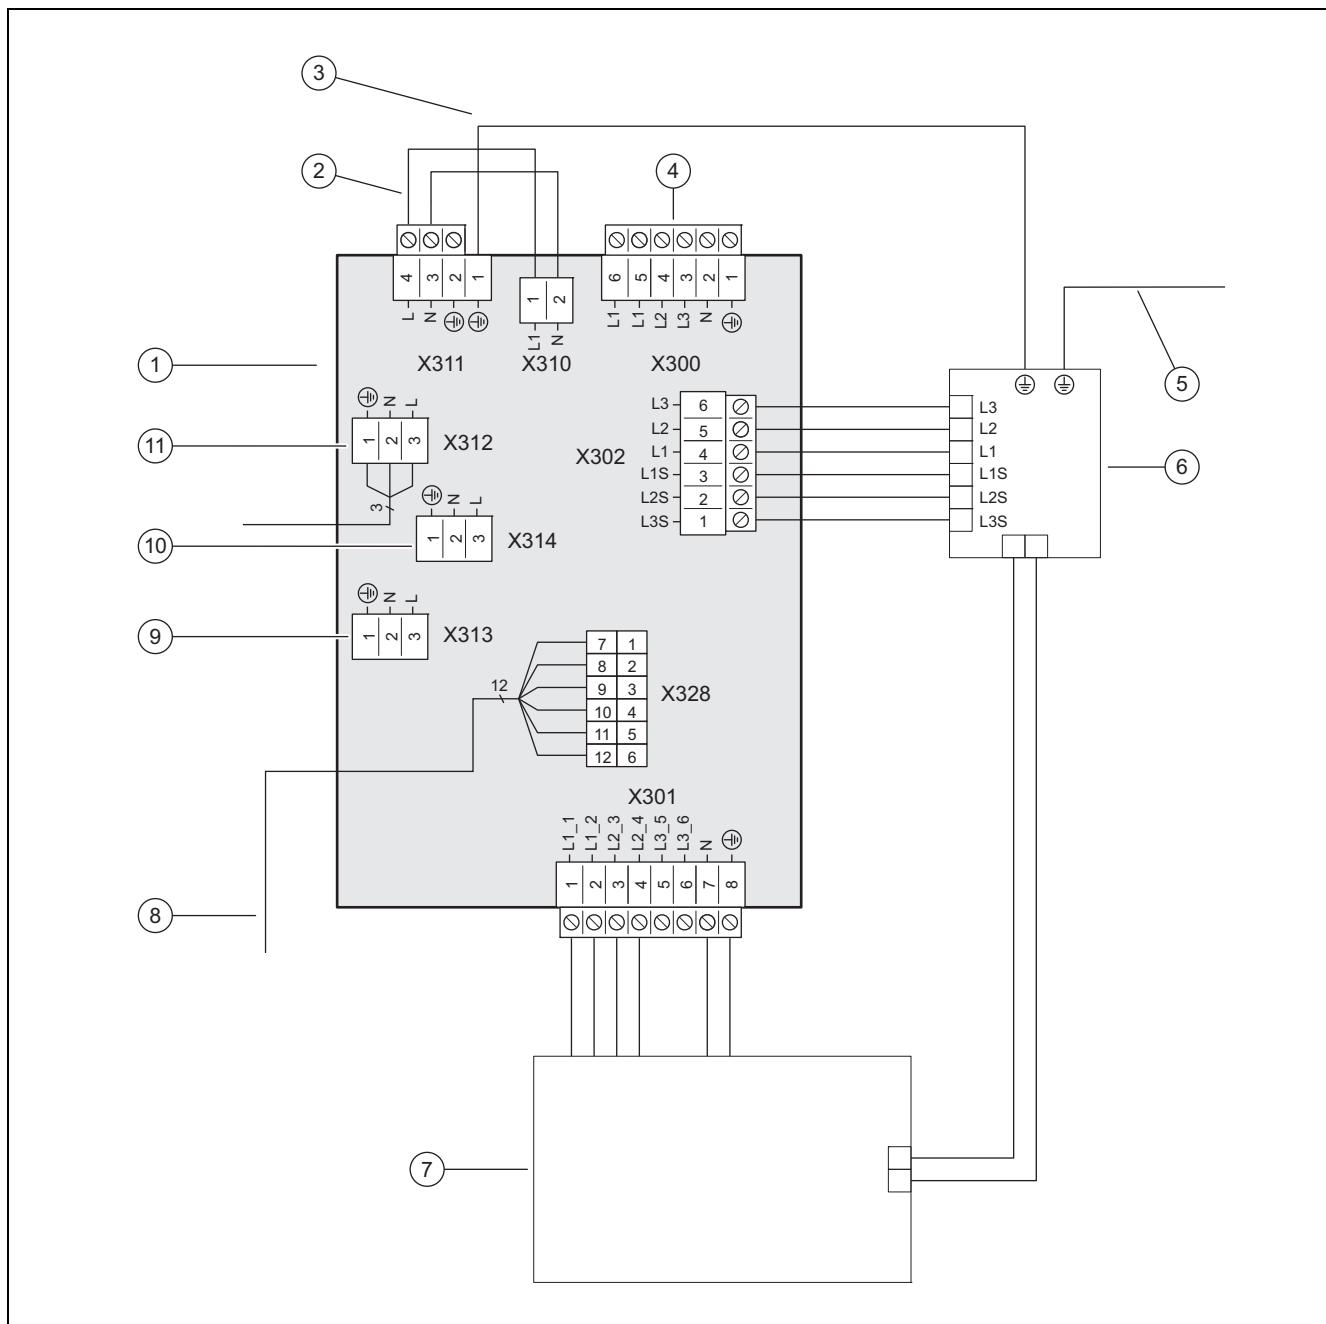 3
2
4
4 3 2 1
L N
1 2
L1 N
6 5 4 3 2 1
L1 L1 L2 L3 N
1
X311 X310 X300
5
N L
11
1 2 3
X312
3
X302
L3 6
L2 5
L1 4
L1S 3
L2S 2
L3S 1
L3
L2
L1
L1S
L2S
L3S
6
10
N L
1 2 3
X314
9
N L
1 2 3
X313
12
7 1
8 2
9 3
10 4
11 5
12 6
X328
X301
L1_1 L1_2 L2_3 L2_4 L3_5 L3_6 N
1 2 3 4 5 6 7 8
8
7